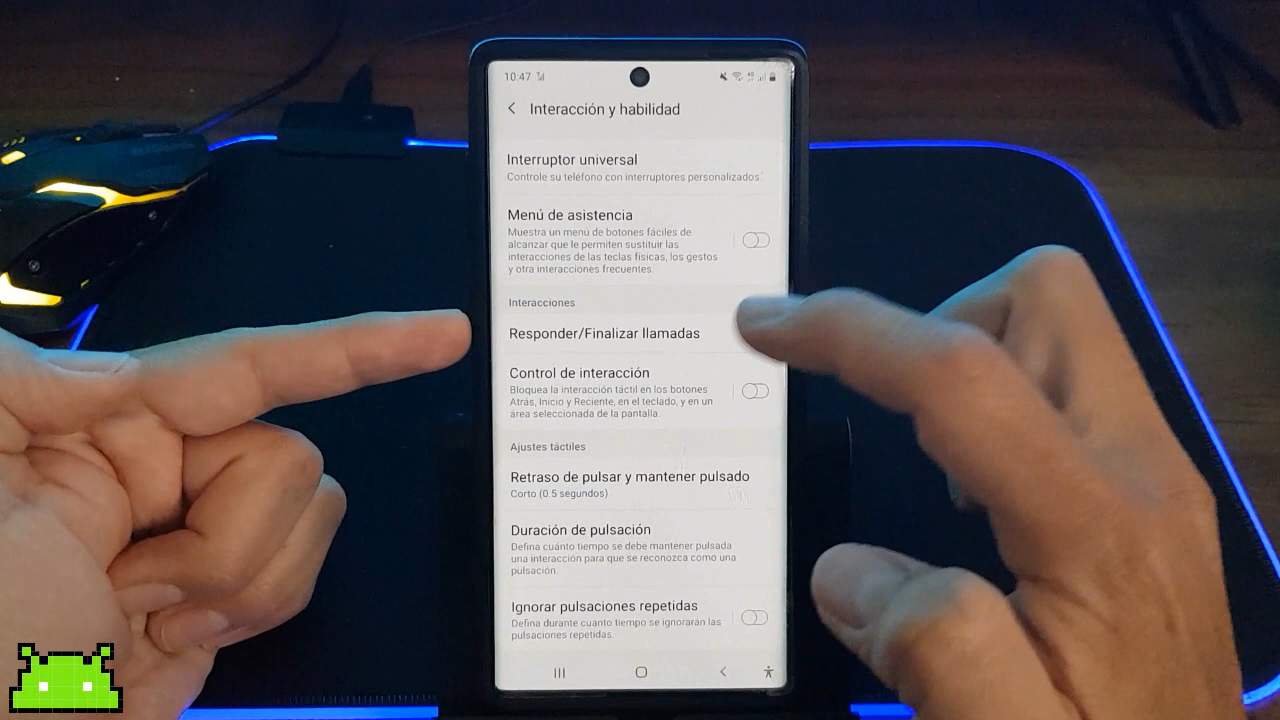 10:47
Interacción y habilidad
Interruptor universal
Controle su teléfono con interruptores personalizados.
Menú de asistencia
Muestra un menú de botones fáciles de
alcanzar que le permiten sustituir las
interacciones de las teclas físicas, los gestos
y otra interacciones frecuentes.
Interacciones
Responder/Finalizar llamadas
Control de interacción
Bloquea la interacción táctil en los botones
Atrás, Inicio y Reciente, en el teclado, y en un
área seleccionada de la pantalla.
Ajustes táctiles
Retraso de pulsar y mantener pulsado
Corto (0.5 segundos)
Duración de pulsación
Defina cuánto tiempo se debe mantener pulsada
una interacción para que se reconozca como una
pulsación.
Ignorar pulsaciones repetidas
Defina durante cuánto tiempo se ignorarán las
pulsaciones repetidas.